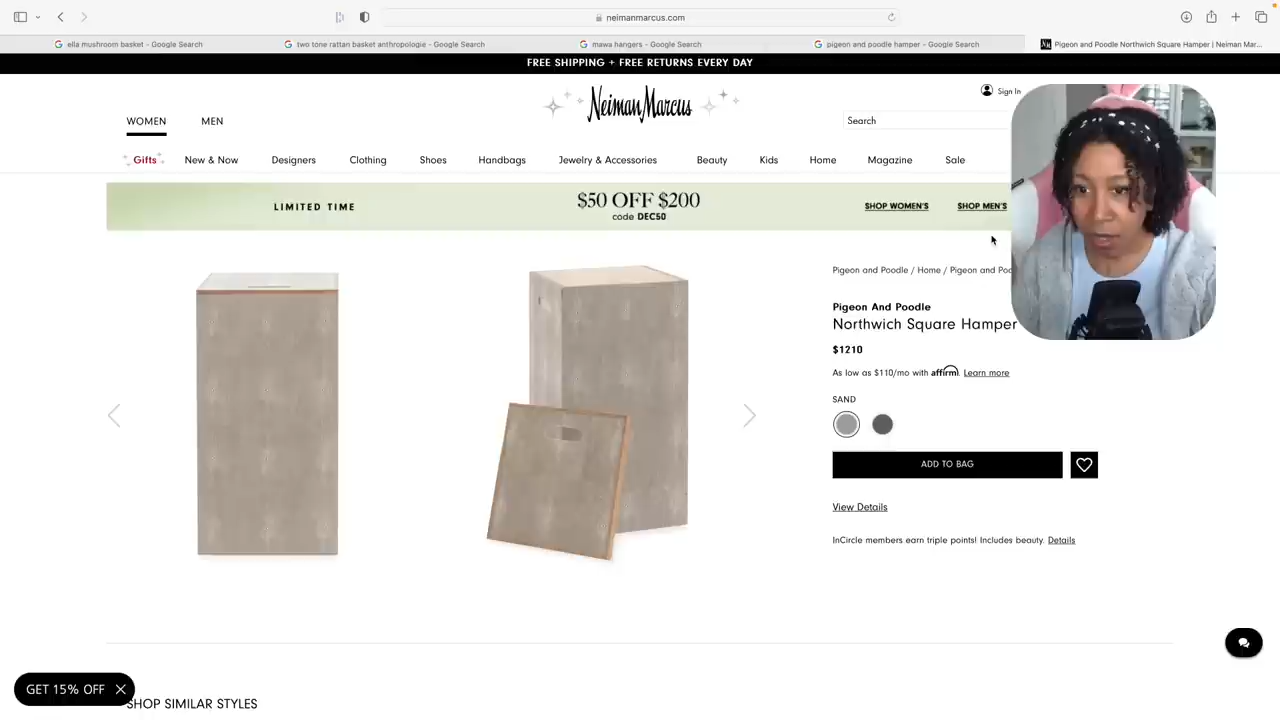 neimanmarcus.com
ella mushroom basket - Google Search
two tone rattan basket anthropologie - Google Search
mawa hangers - Google Search
pigeon and poodle hamper - Google Search
Pigeon and Poodle Northwich Square Hamper | Neiman Mar...
FREE SHIPPING + FREE RETURNS EVERY DAY
WOMEN
MEN
Neiman Marcus
Sign In
Search
Gifts
New & Now
Designers
Clothing
Shoes
Handbags
Jewelry & Accessories
Beauty
Kids
Home
Magazine
Sale
LIMITED TIME
$50 OFF $200
code DEC50
SHOP WOMEN'S
SHOP MEN'S
Pigeon and Poodle / Home / Pigeon and Poo
Pigeon And Poodle
Northwich Square Hamper
$1210
As low as $110/mo with affirm. Learn more
SAND
ADD TO BAG
View Details
InCircle members earn triple points! Includes beauty. Details
GET 15% OFF
SHOP SIMILAR STYLES